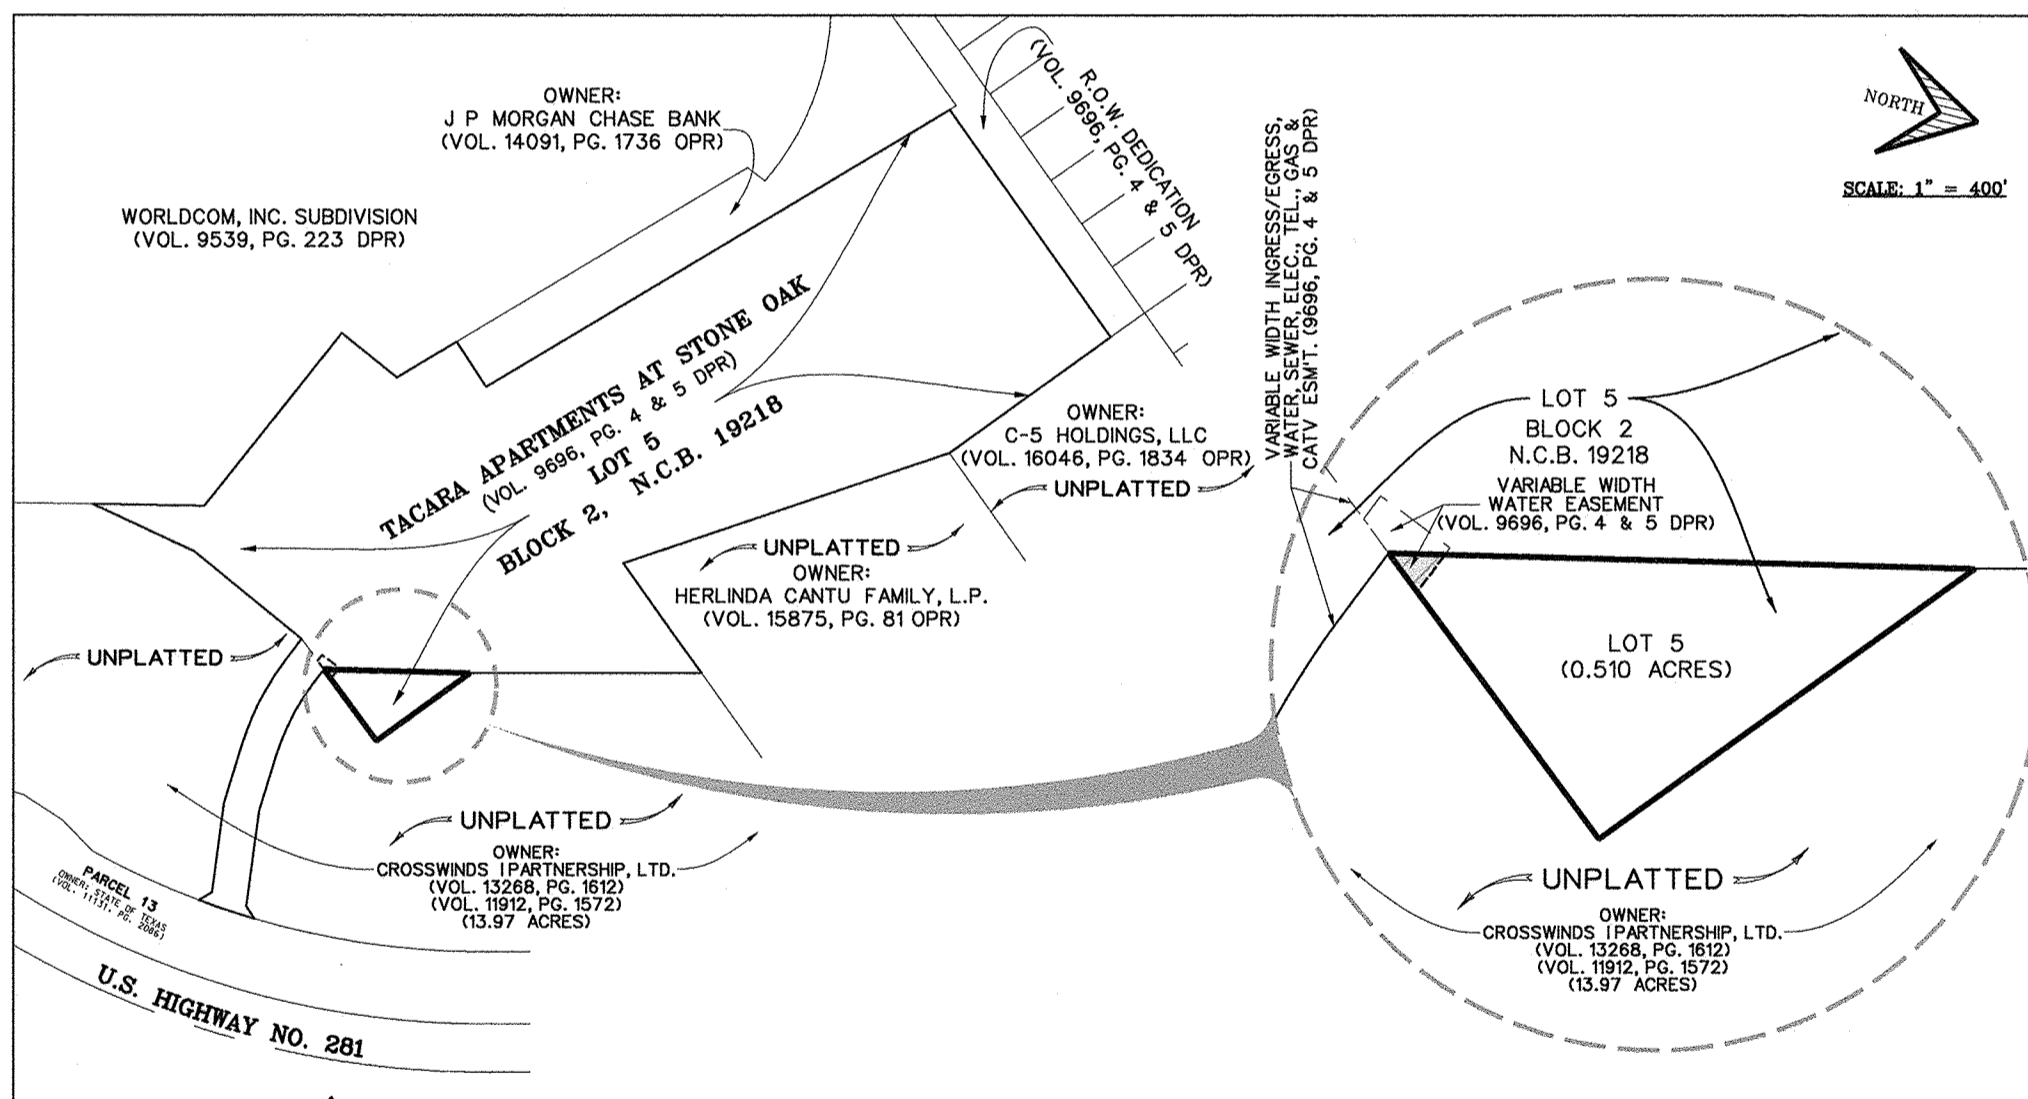 OWNER:
J P MORGAN CHASE BANK
(VOL. 14091, PG. 1736 OPR)
WORLDCOM, INC. SUBDIVISION
(VOL. 9539, PG. 223 DPR)
R.O.W. DEDICATION
(VOL. 9696, PG. 4 & 5 DPR)
NORTH
SCALE: 1" = 400'
VARIABLE WIDTH INGRESS/EGRESS,
WATER, SEWER, ELEC., TEL., GAS &
CATV ESM'T. (9696, PG. 4 & 5 DPR)
TACARA APARTMENTS AT STONE OAK
(VOL. 9696, PG. 4 & 5 DPR)
LOT 5
BLOCK 2, N.C.B. 19218
OWNER:
C-5 HOLDINGS, LLC
(VOL. 16046, PG. 1834 OPR)
UNPLATTED
UNPLATTED
OWNER:
HERLINDA CANTU FAMILY, L.P.
(VOL. 15875, PG. 81 OPR)
UNPLATTED
UNPLATTED
OWNER:
CROSSWINDS I PARTNERSHIP, LTD.
(VOL. 13268, PG. 1612)
(VOL. 11912, PG. 1572)
(13.97 ACRES)
PARCEL 13
OWNER: STATE OF TEXAS
(VOL. 11131, PG. 2066)
U.S. HIGHWAY NO. 281
LOT 5
BLOCK 2
N.C.B. 19218
VARIABLE WIDTH
WATER EASEMENT
(VOL. 9696, PG. 4 & 5 DPR)
LOT 5
(0.510 ACRES)
UNPLATTED
OWNER:
CROSSWINDS I PARTNERSHIP, LTD.
(VOL. 13268, PG. 1612)
(VOL. 11912, PG. 1572)
(13.97 ACRES)